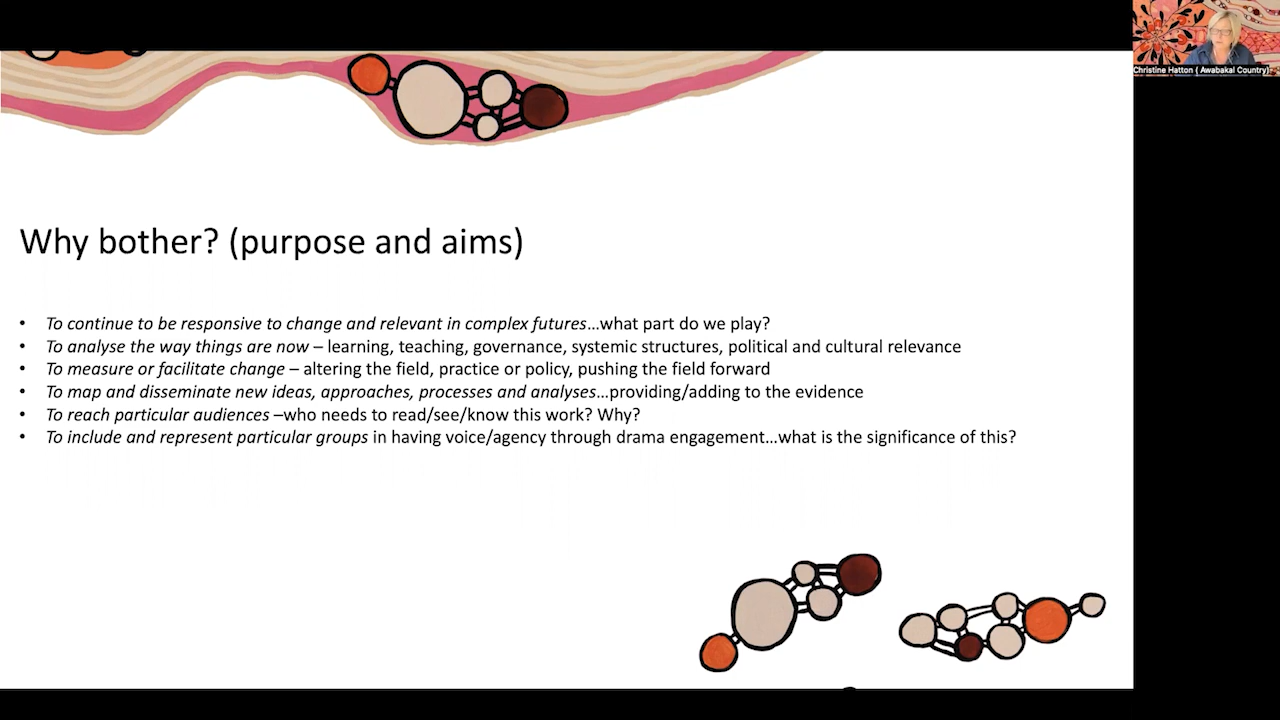 Christine Hatton ( Awabakal Country)
Why bother? (purpose and aims)
• To continue to be responsive to change and relevant in complex futures…what part do we play?
• To analyse the way things are now – learning, teaching, governance, systemic structures, political and cultural relevance
• To measure or facilitate change – altering the field, practice or policy, pushing the field forward
• To map and disseminate new ideas, approaches, processes and analyses…providing/adding to the evidence
• To reach particular audiences –who needs to read/see/know this work? Why?
• To include and represent particular groups in having voice/agency through drama engagement…what is the significance of this?